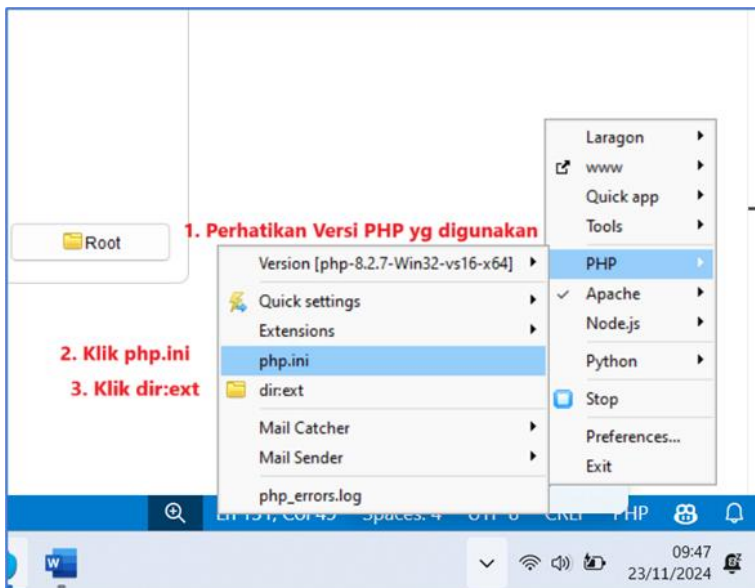 Root
1. Perhatikan Versi PHP yg digunakan
2. Klik php.ini
3. Klik dir:ext
Version [php-8.2.7-Win32-vs16-x64]
Quick settings
Extensions
php.ini
dir:ext
Mail Catcher
Mail Sender
php_errors.log
Laragon
www
Quick app
Tools
PHP
Apache
Node.js
Python
Stop
Preferences...
Exit
PHP
W
09:47
23/11/2024